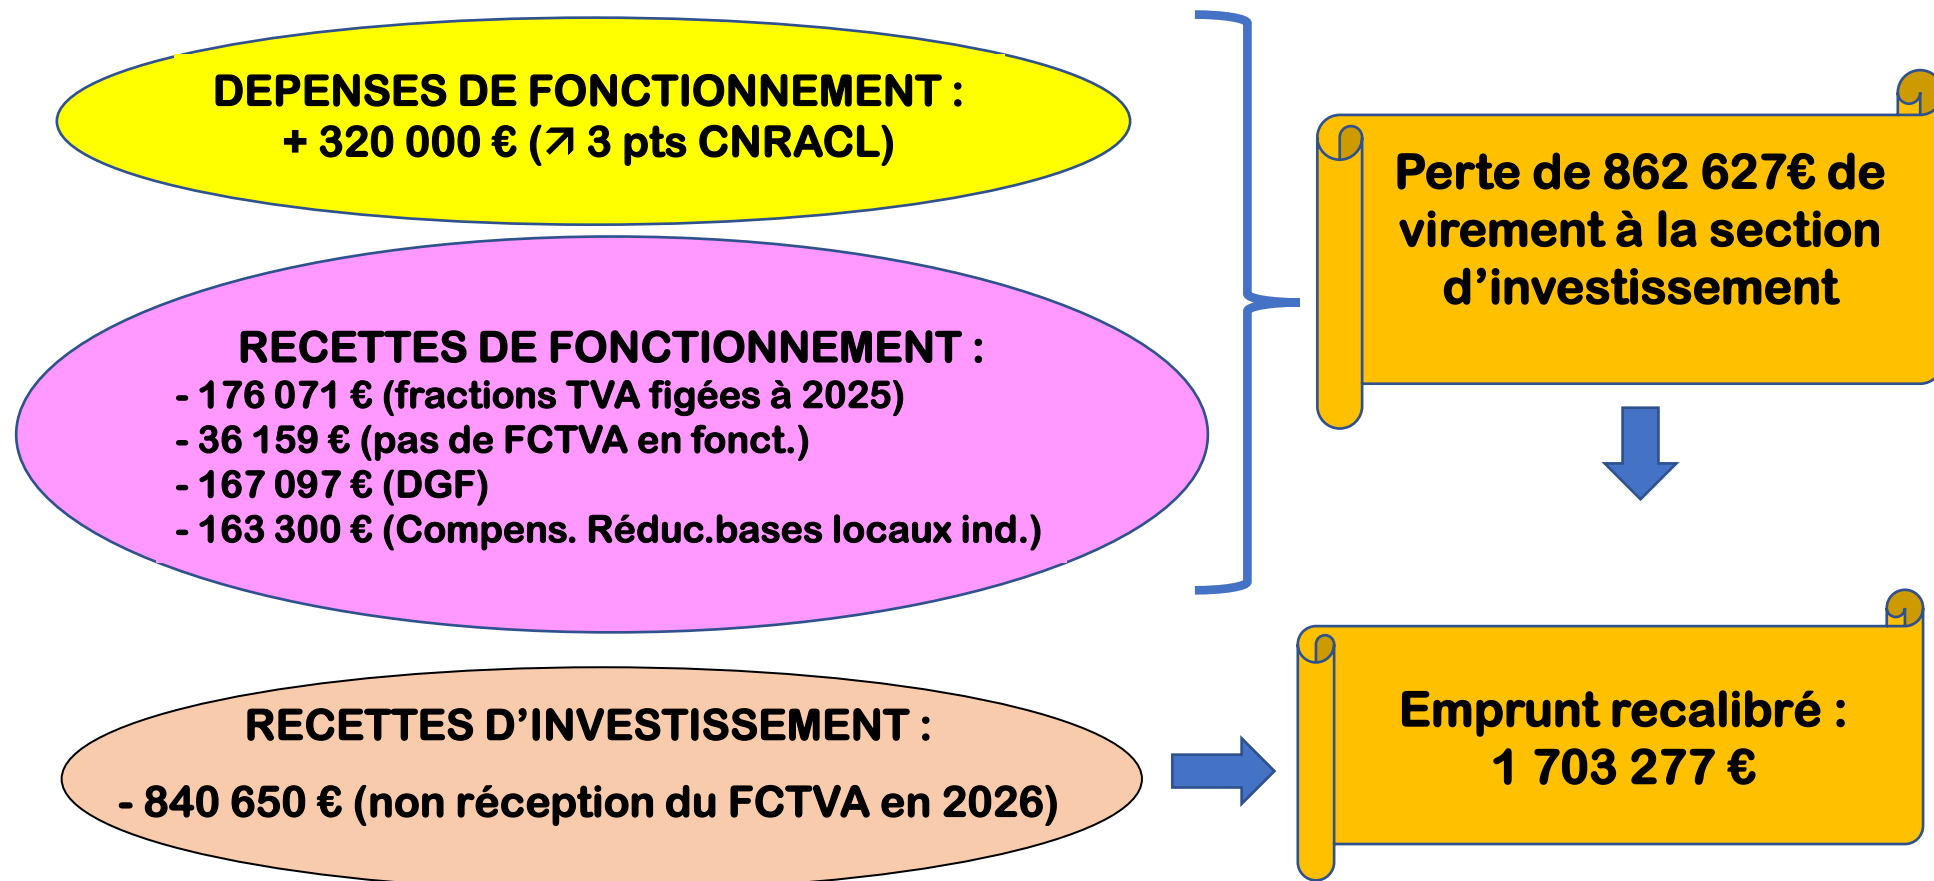 DEPENSES DE FONCTIONNEMENT :
+ 320 000 € (↗ 3 pts CNRACL)
RECETTES DE FONCTIONNEMENT :
- 176 071 € (fractions TVA figées à 2025)
- 36 159 € (pas de FCTVA en fonct.)
- 167 097 € (DGF)
- 163 300 € (Compens. Réduc.bases locaux ind.)
RECETTES D’INVESTISSEMENT :
- 840 650 € (non réception du FCTVA en 2026)
Perte de 862 627€ de
virement à la section
d’investissement
Emprunt recalibré :
1 703 277 €